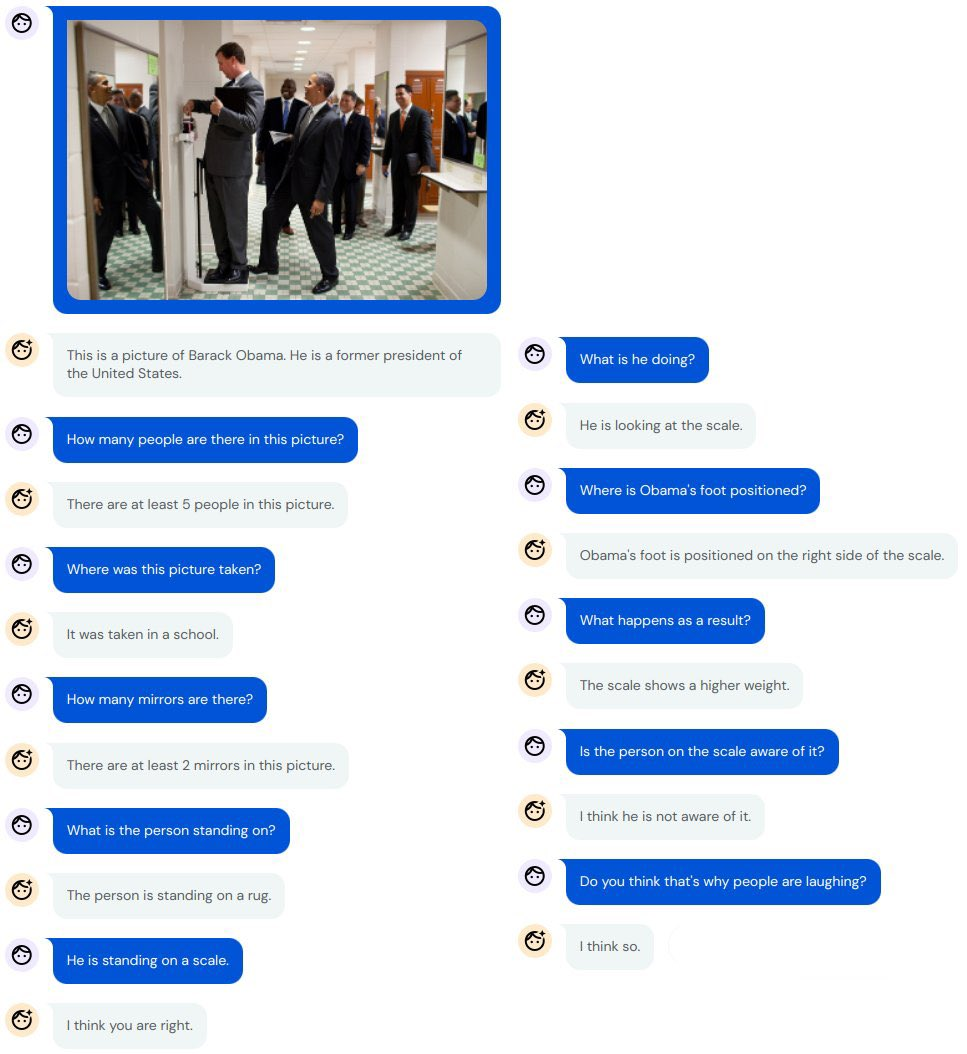 This is a picture of Barack Obama. He is a former president of
the United States.
How many people are there in this picture?
There are at least 5 people in this picture.
Where was this picture taken?
It was taken in a school.
How many mirrors are there?
There are at least 2 mirrors in this picture.
What is the person standing on?
The person is standing on a rug.
He is standing on a scale.
I think you are right.
What is he doing?
He is looking at the scale.
Where is Obama's foot positioned?
Obama's foot is positioned on the right side of the scale.
What happens as a result?
The scale shows a higher weight.
Is the person on the scale aware of it?
I think he is not aware of it.
Do you think that's why people are laughing?
I think so.